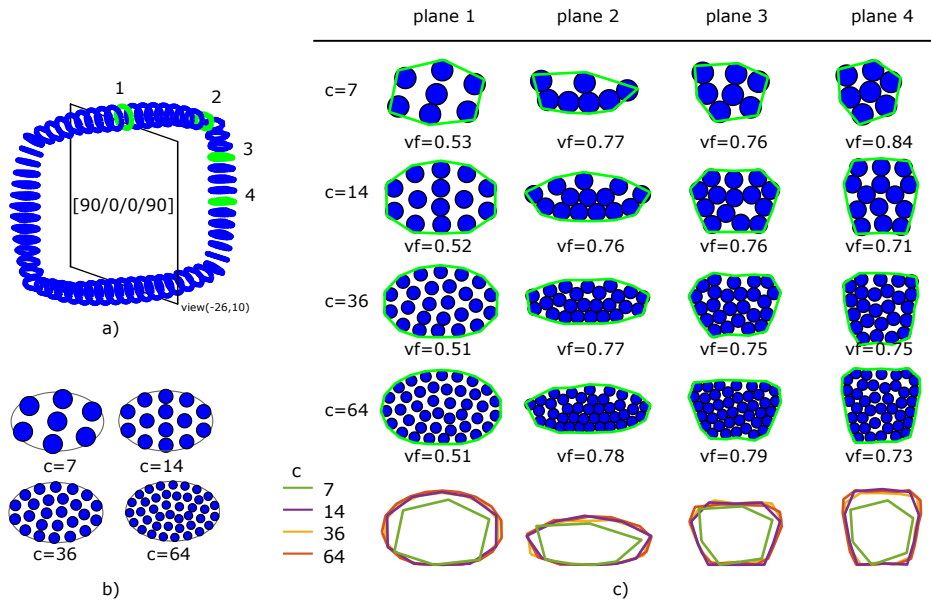 plane 1 plane 2 plane 3 plane 4
1
2
3
4
[90/0/0/90]
view(-26,10)
a)
c=7
vf=0.53 vf=0.77 vf=0.76 vf=0.84
c=14
vf=0.52 vf=0.76 vf=0.76 vf=0.71
c=36
vf=0.51 vf=0.77 vf=0.75 vf=0.75
c=64
vf=0.51 vf=0.78 vf=0.79 vf=0.73
c=7 c=14
c=36 c=64
b)
c
7
14
36
64
c)